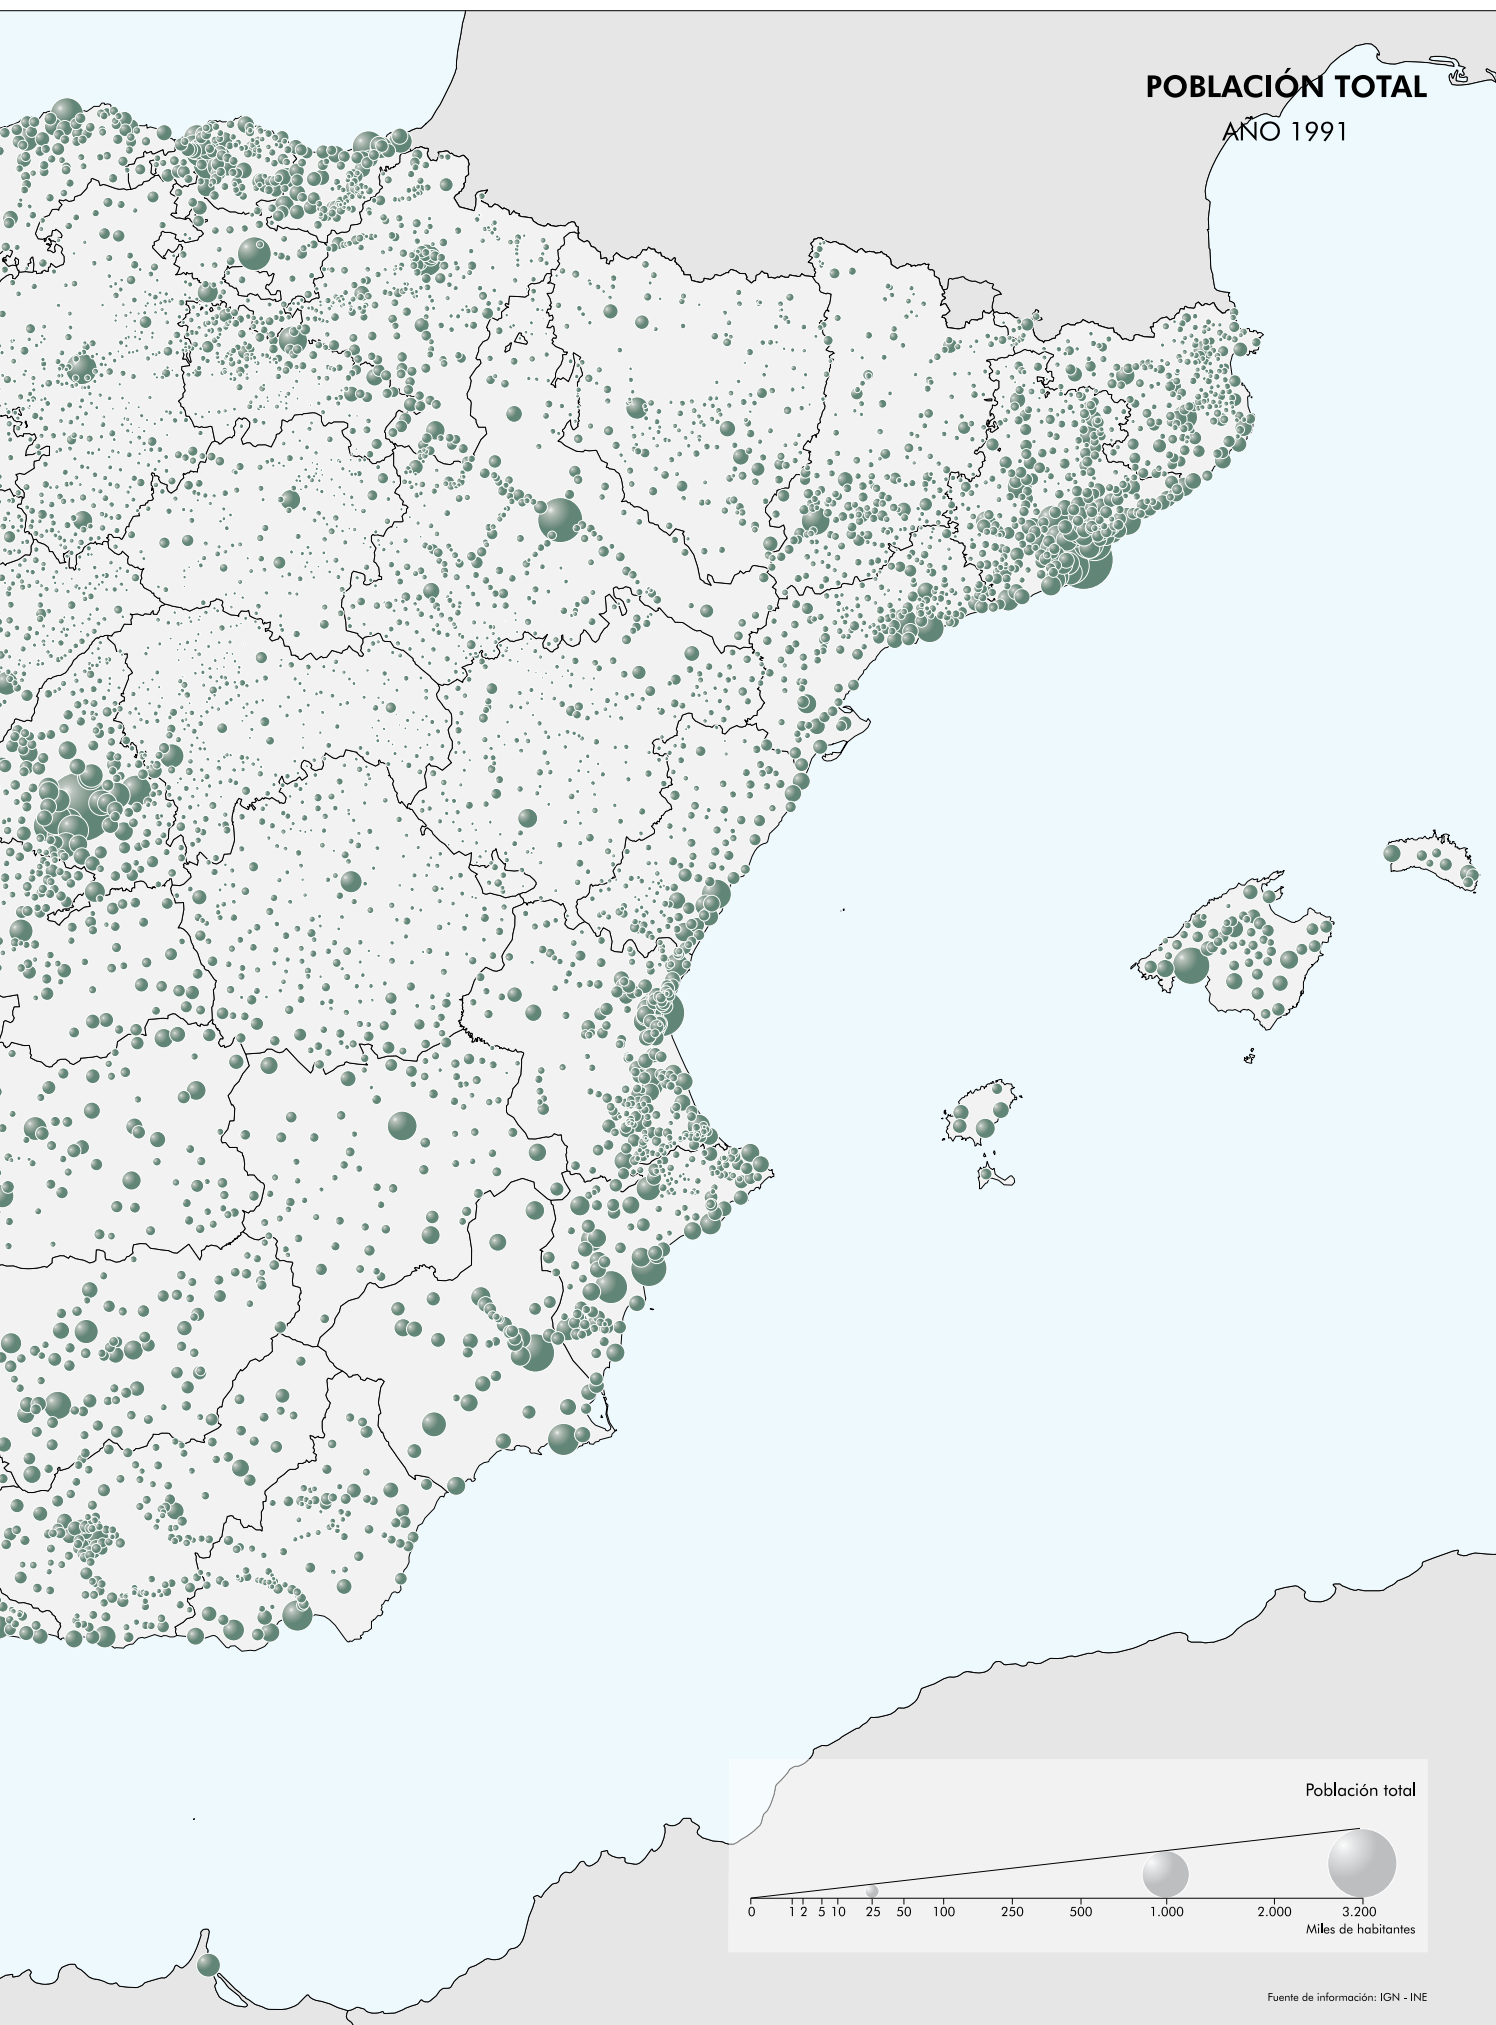 POBLACIÓN TOTAL
AÑO 1991
Población total
0 1 2 5 10 25 50 100 250 500 1.000 2.000 3.200
Miles de habitantes
Fuente de información: IGN - INE